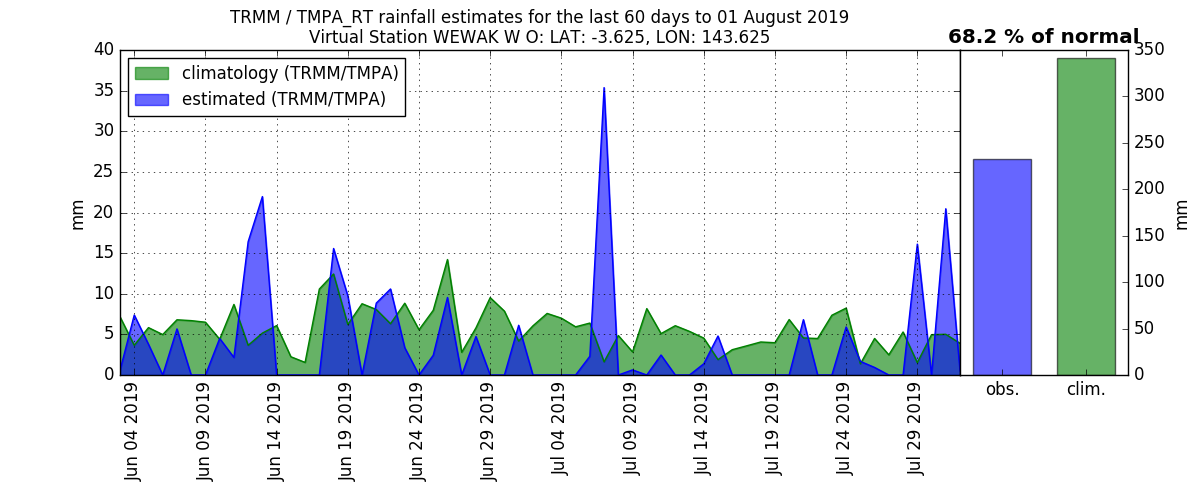 TRMM / TMPA_RT rainfall estimates for the last 60 days to 01 August 2019
Virtual Station WEWAK W O: LAT: -3.625, LON: 143.625
68.2 % of normal
climatology (TRMM/TMPA)
estimated (TRMM/TMPA)
40
35
30
25
20
15
10
5
0
mm
Jun 04 2019
Jun 09 2019
Jun 14 2019
Jun 19 2019
Jun 24 2019
Jun 29 2019
Jul 04 2019
Jul 09 2019
Jul 14 2019
Jul 19 2019
Jul 24 2019
Jul 29 2019
obs.
clim.
350
300
250
200
150
100
50
0
mm